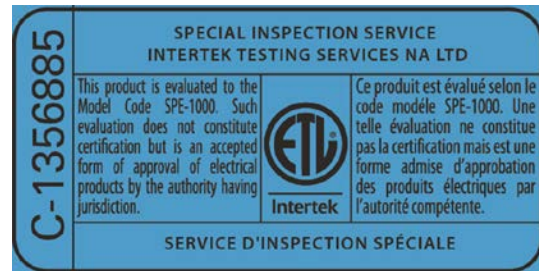 C-1356885
SPECIAL INSPECTION SERVICE
INTERTEK TESTING SERVICES NA LTD
This product is evaluated to the
Model Code SPE-1000. Such
evaluation does not constitute
certification but is an accepted
form of approval of electrical
products by the authority having
jurisdiction.
ETL
Intertek
Ce produit est évalué selon le
code modéle SPE-1000. Une
telle évaluation ne constitue
pas la certification mais est une
forme admise d'approbation
des produits électriques par
l'autorité compétente.
SERVICE D'INSPECTION SPÉCIALE